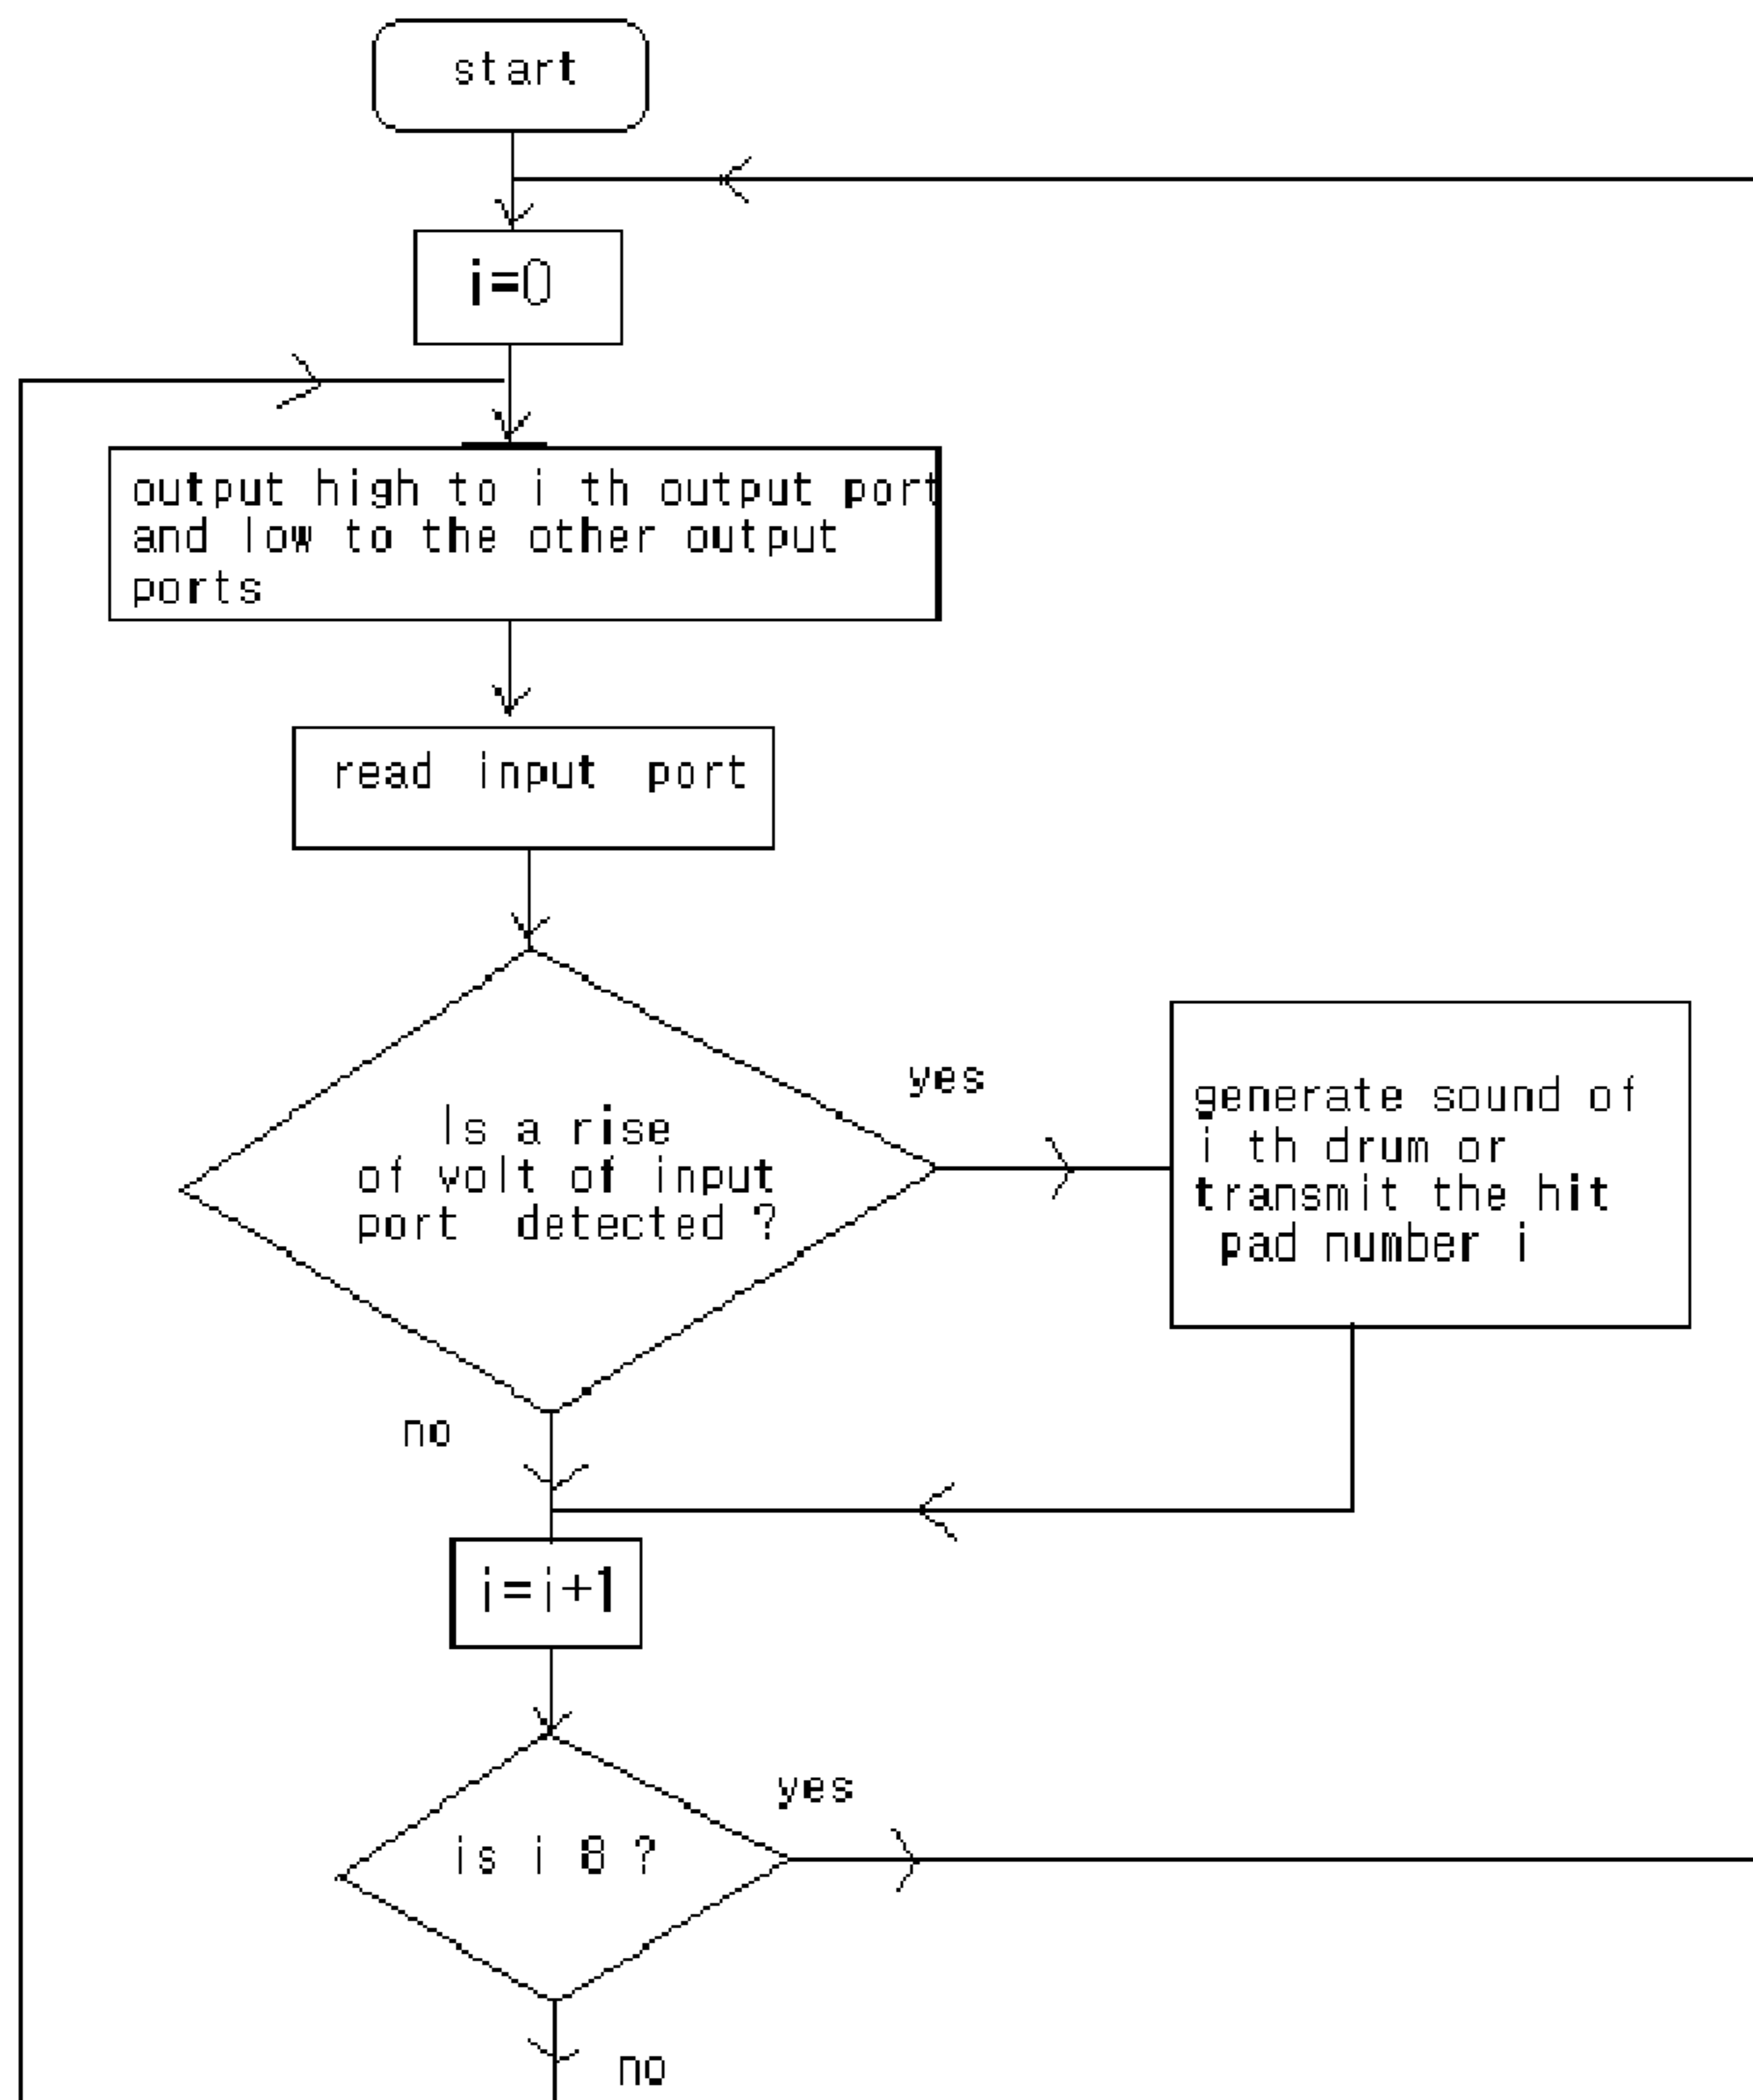 start
i=0
output high to i th output port
and low to the other output
ports
read input port
Is a rise
of volt of input
port detected ?
yes
generate sound of
i th drum or
transmit the hit
pad number i
no
i=i+1
is i 8 ?
yes
no